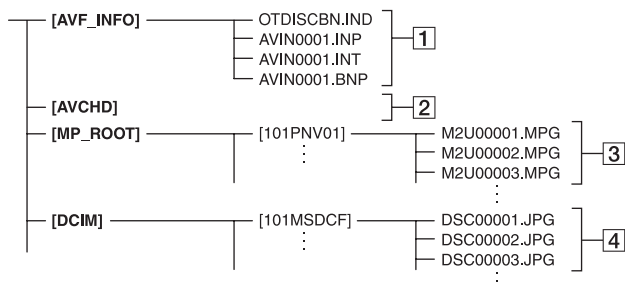 [AVF_INFO] OTDISCBN.IND
AVIN0001.INP 1
AVIN0001.INT
AVIN0001.BNP
[AVCHD] 2
[MP_ROOT] [101PNV01] M2U00001.MPG
M2U00002.MPG 3
M2U00003.MPG
[DCIM] [101MSDCF] DSC00001.JPG
DSC00002.JPG 4
DSC00003.JPG